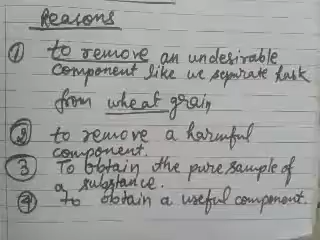 Reasons
① to remove an undesirable
component like we separate husk
from wheat grain
② to remove a harmful
component.
③ To obtain the pure sample of
a substance.
④ To obtain a useful component.